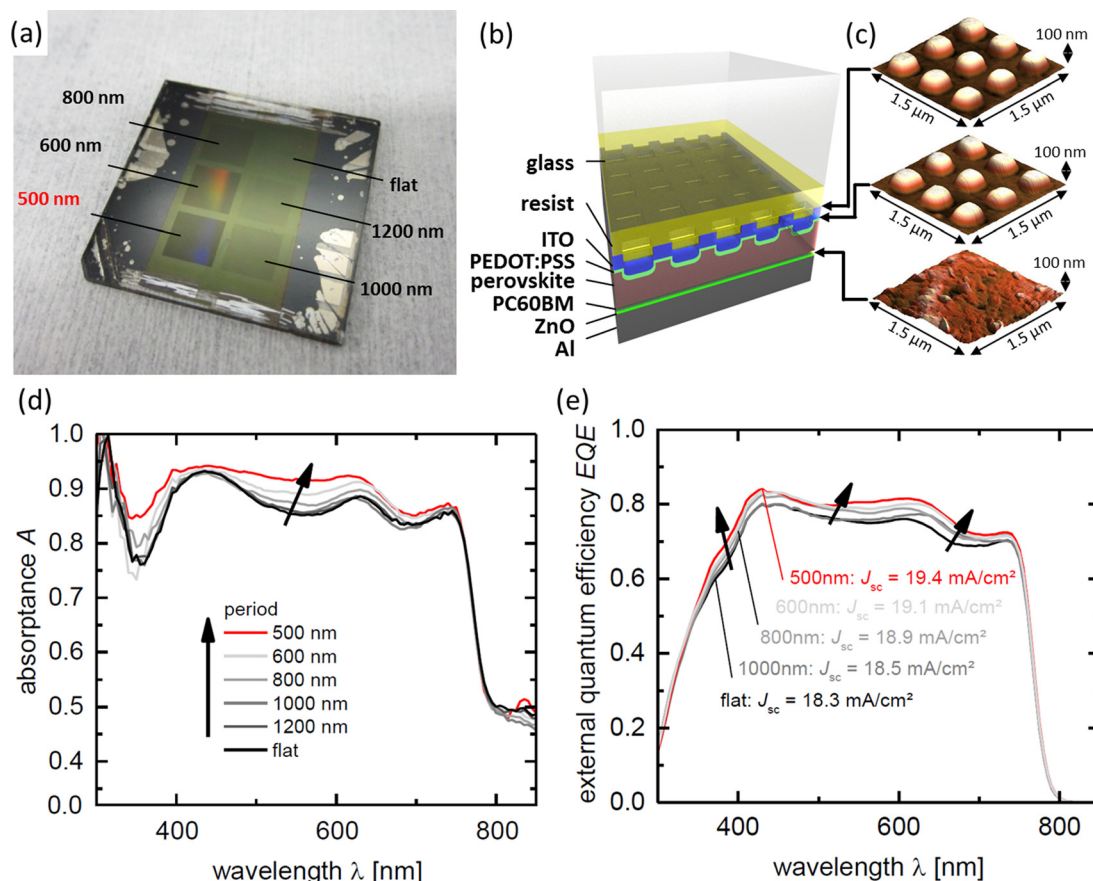 (a)
800 nm
600 nm
500 nm
flat
1200 nm
1000 nm
(b)
glass
resist
ITO
PEDOT:PSS
perovskite
PC60BM
ZnO
Al
(c)
100 nm
1.5 µm
1.5 µm
100 nm
1.5 µm
1.5 µm
100 nm
1.5 µm
1.5 µm
(d)
absorptance A
1.0
0.9
0.8
0.7
0.6
0.5
0.4
0.0
period
500 nm
600 nm
800 nm
1000 nm
1200 nm
flat
400
600
800
wavelength λ [nm]
(e)
external quantum efficiency EQE
1.0
0.8
0.6
0.4
0.2
0.0
500nm: Jsc = 19.4 mA/cm²
600nm: Jsc = 19.1 mA/cm²
800nm: Jsc = 18.9 mA/cm²
1000nm: Jsc = 18.5 mA/cm²
flat: Jsc = 18.3 mA/cm²
400
600
800
wavelength λ [nm]